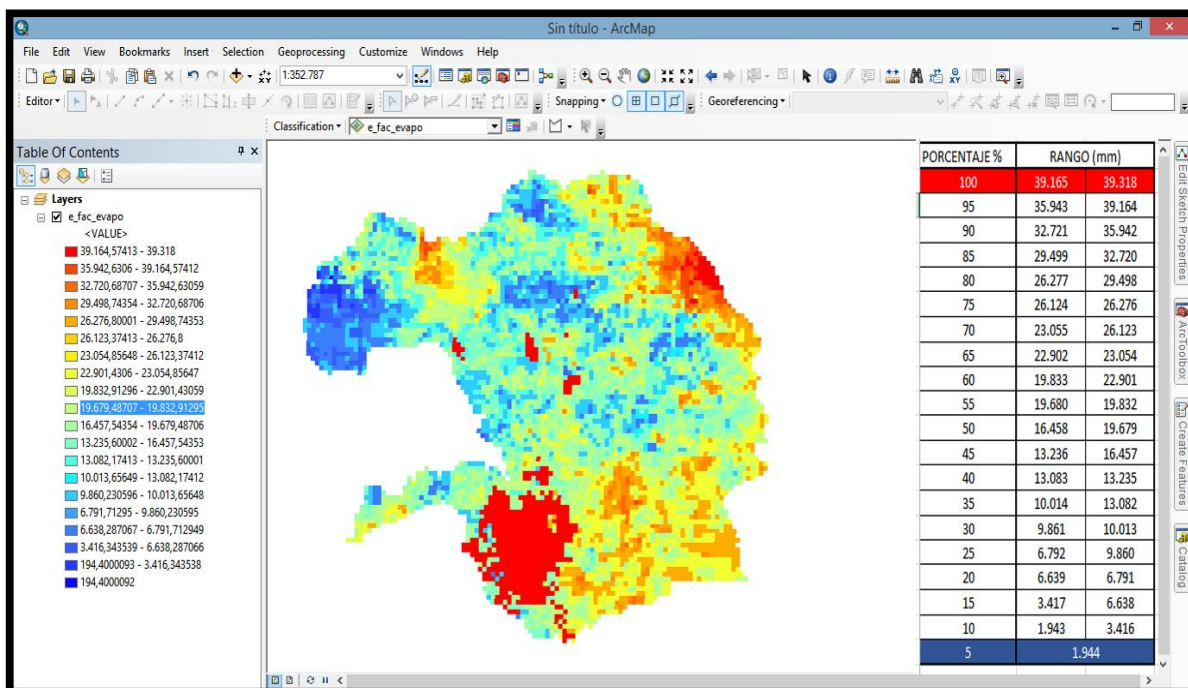 Sin título - ArcMap
File Edit View Bookmarks Insert Selection Geoprocessing Customize Windows Help
1:352.787
Editor Snapping Georeferencing
Classification e_fac_evapo
Table Of Contents
Layers
e_fac_evapo
<VALUE>
39.164,57413 - 39.318
35.942,6306 - 39.164,57412
32.720,68707 - 35.942,63059
29.498,74354 - 32.720,68706
26.276,80001 - 29.498,74353
26.123,37413 - 26.276,8
23.054,85648 - 26.123,37412
22.901,4306 - 23.054,85647
19.832,91296 - 22.901,43059
19.679,48707 - 19.832,91295
16.457,54354 - 19.679,48706
13.235,60002 - 16.457,54353
13.082,17413 - 13.235,60001
10.013,65649 - 13.082,17412
9.860,230596 - 10.013,65648
6.791,71295 - 9.860,230595
6.638,287067 - 6.791,712949
3.416,343539 - 6.638,287066
194,4000093 - 3.416,343538
194,4000092
PORCENTAJE % RANGO (mm)
100 39.165 39.318
95 35.943 39.164
90 32.721 35.942
85 29.499 32.720
80 26.277 29.498
75 26.124 26.276
70 23.055 26.123
65 22.902 23.054
60 19.833 22.901
55 19.680 19.832
50 16.458 19.679
45 13.236 16.457
40 13.083 13.235
35 10.014 13.082
30 9.861 10.013
25 6.792 9.860
20 6.639 6.791
15 3.417 6.638
10 1.943 3.416
5 1.944
Edit Sketch Properties
ArcToolbox
Create Features
Catalog